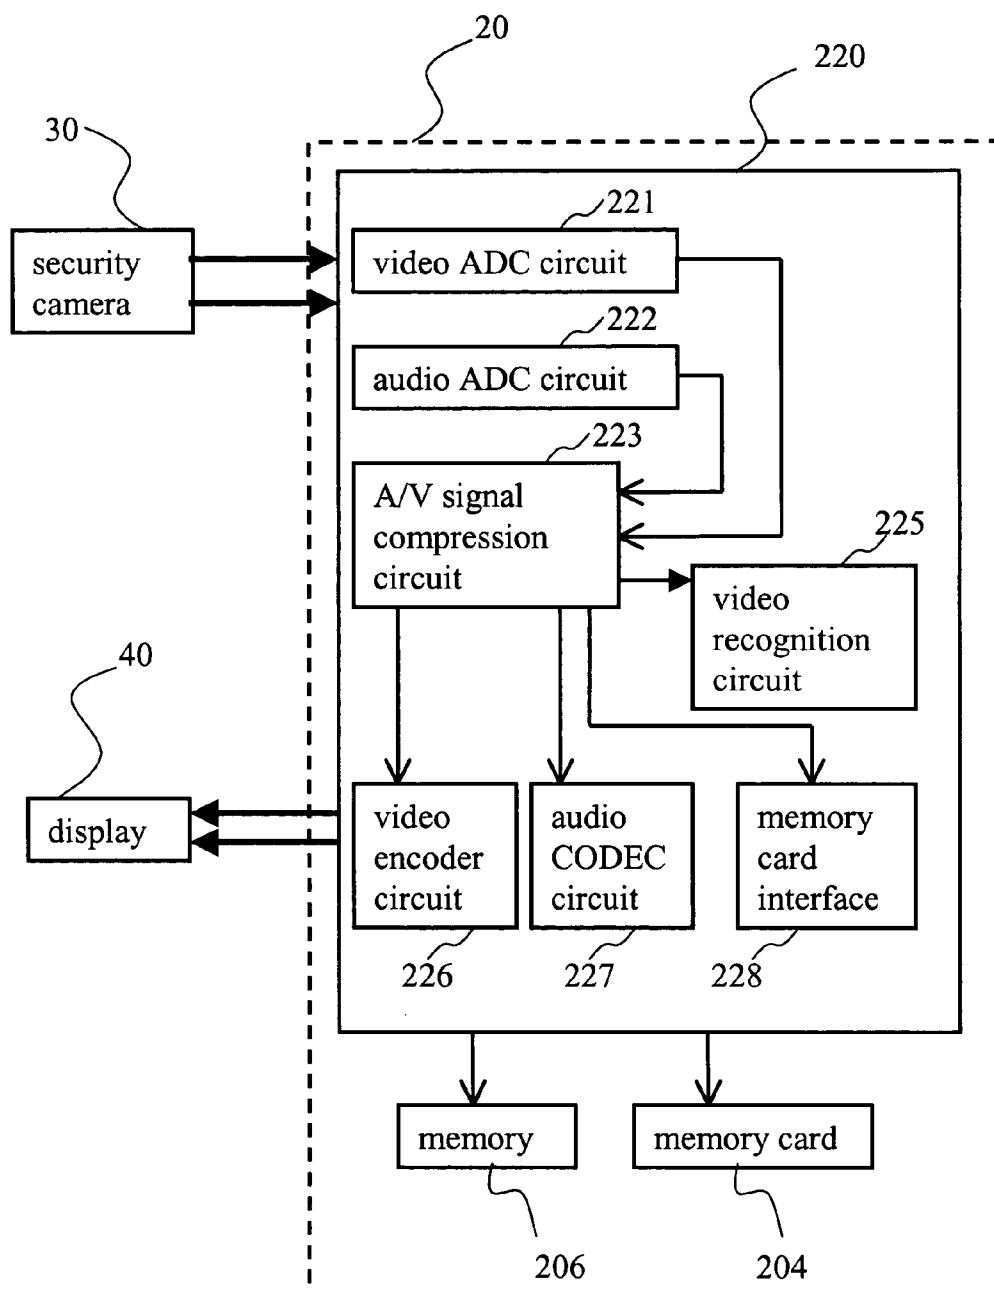 20
220
30
221
security
camera
video ADC circuit
222
audio ADC circuit
223
A/V signal
compression
circuit
225
video
recognition
circuit
40
display
video
encoder
circuit
audio
CODEC
circuit
memory
card
interface
226
227
228
memory
memory card
206
204